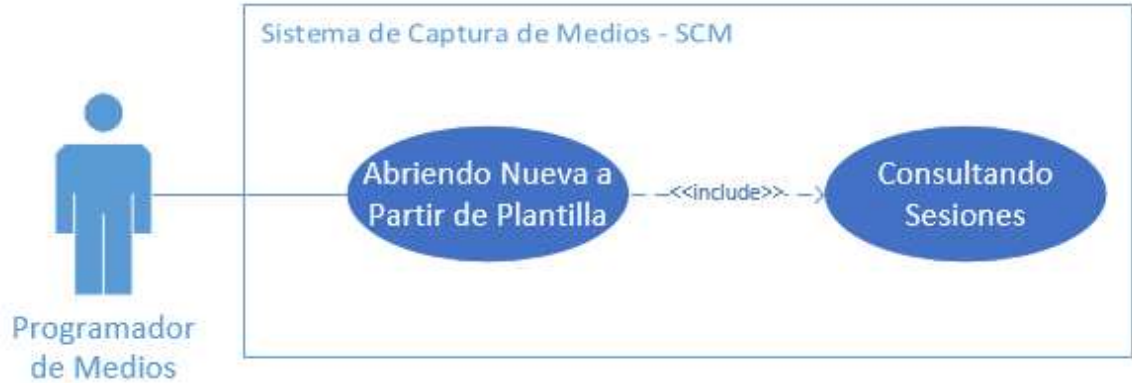 Sistema de Captura de Medios - SCM
Abriendo Nueva a
Partir de Plantilla
<<include>>
Consultando
Sesiones
Programador
de Medios